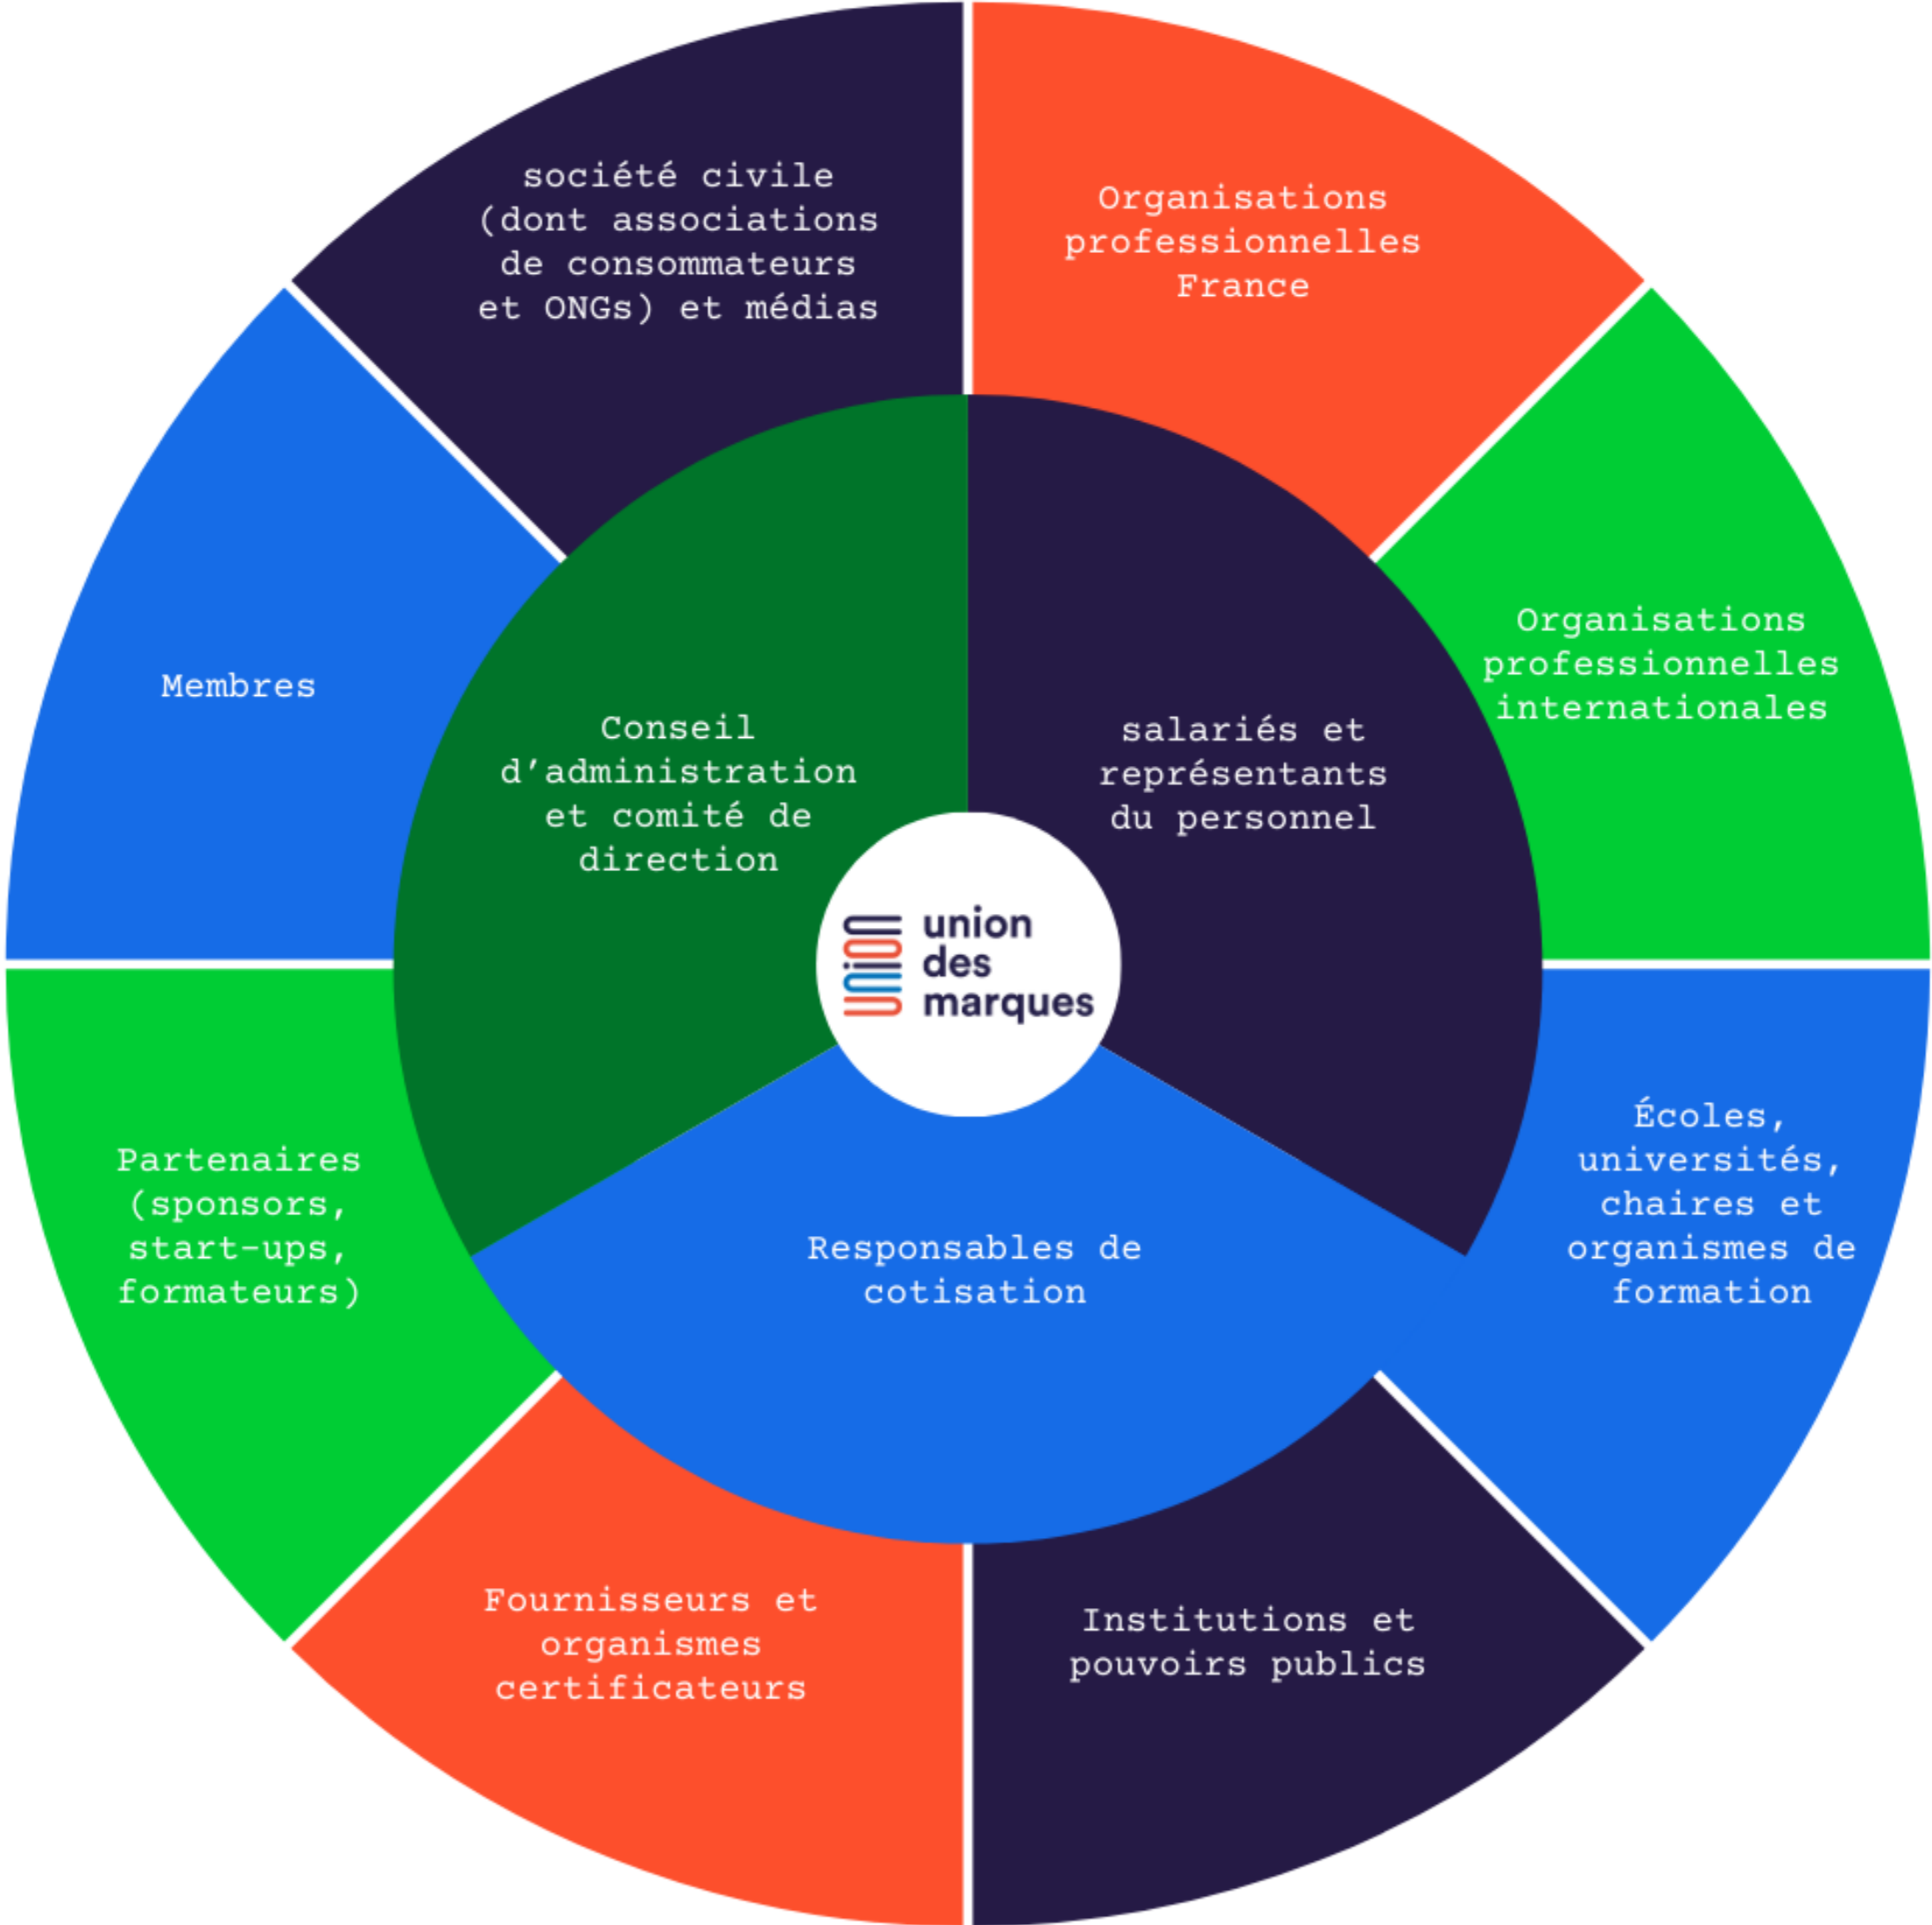 société civile
(dont associations
de consommateurs
et ONGs) et médias
Organisations
professionnelles
France
Organisations
professionnelles
internationales
Membres
Conseil
d’administration
et comité de
direction
salariés et
représentants
du personnel
union
des
marques
Écoles,
universités,
chaires et
organismes de
formation
Partenaires
(sponsors,
start-ups,
formateurs)
Responsables de
cotisation
Fournisseurs et
organismes
certificateurs
Institutions et
pouvoirs publics